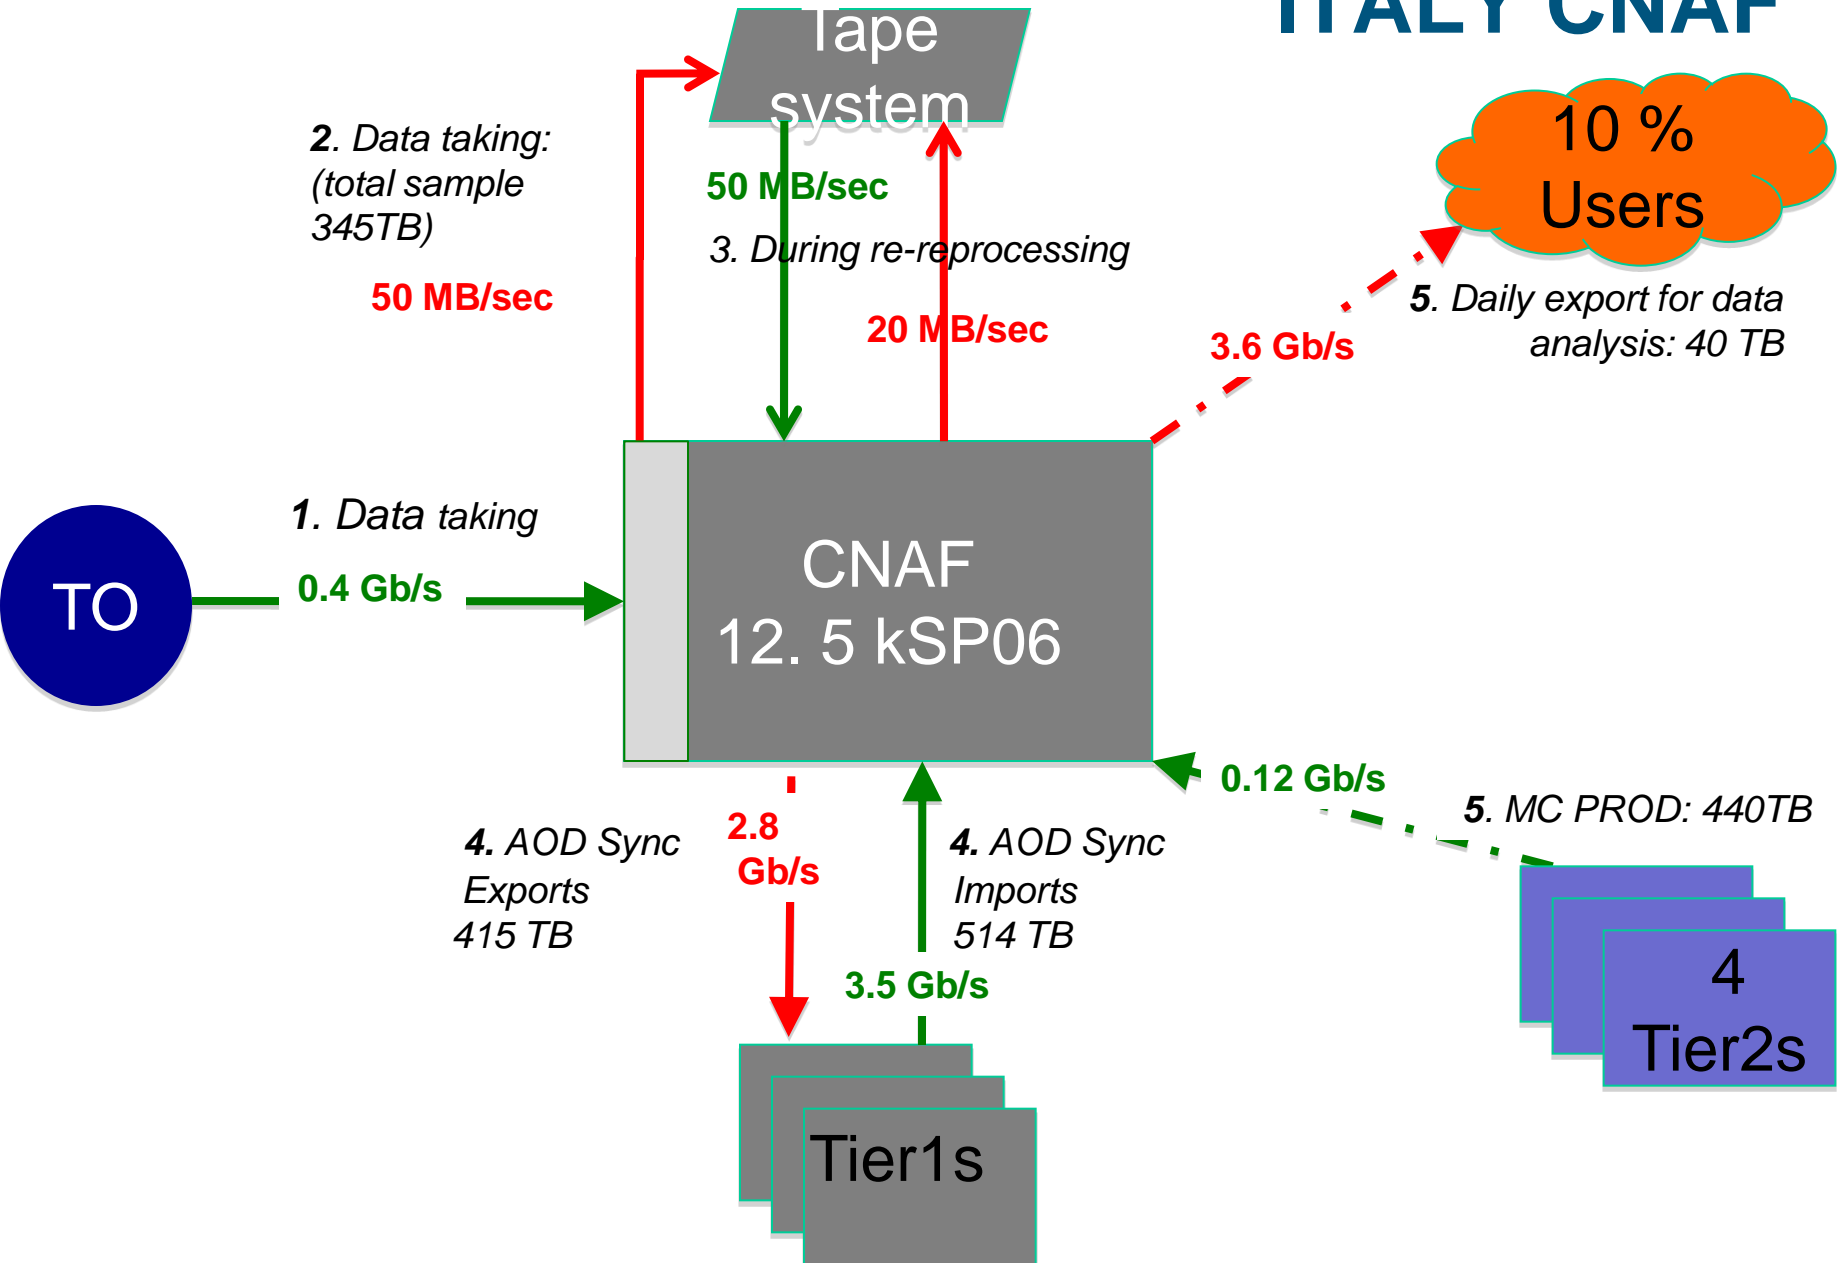 ITALY CNAF
Tape
system
10 %
Users
2. Data taking:
(total sample
345TB)
50 MB/sec
50 MB/sec
3. During re-reprocessing
20 MB/sec
3.6 Gb/s
5. Daily export for data
analysis: 40 TB
1. Data taking
TO
0.4 Gb/s
CNAF
12. 5 kSP06
0.12 Gb/s
5. MC PROD: 440TB
4. AOD Sync
Exports
415 TB
2.8
Gb/s
4. AOD Sync
Imports
514 TB
3.5 Gb/s
4
Tier2s
Tier1s